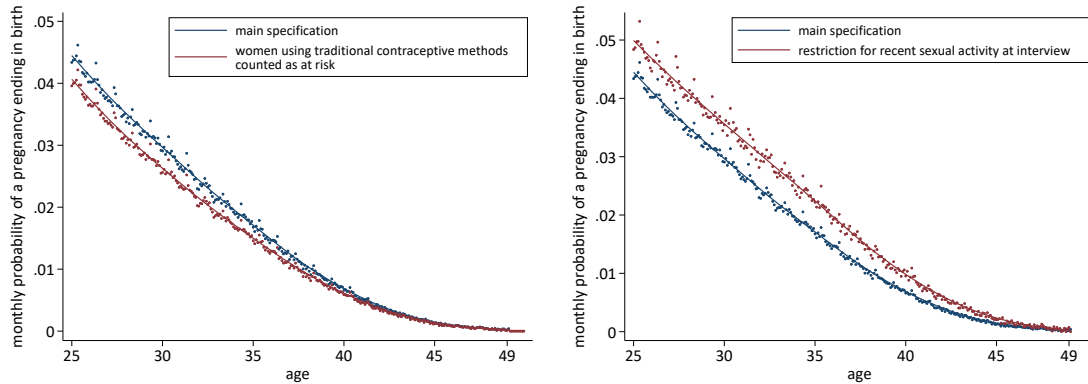 monthly probability of a pregnancy ending in birth
.05
.04
.03
.02
.01
0
main specification
women using traditional contraceptive methods
counted as at risk
25
30
35
40
45
49
age
monthly probability of a pregnancy ending in birth
.05
.04
.03
.02
.01
0
main specification
restriction for recent sexual activity at interview
25
30
35
40
45
49
age